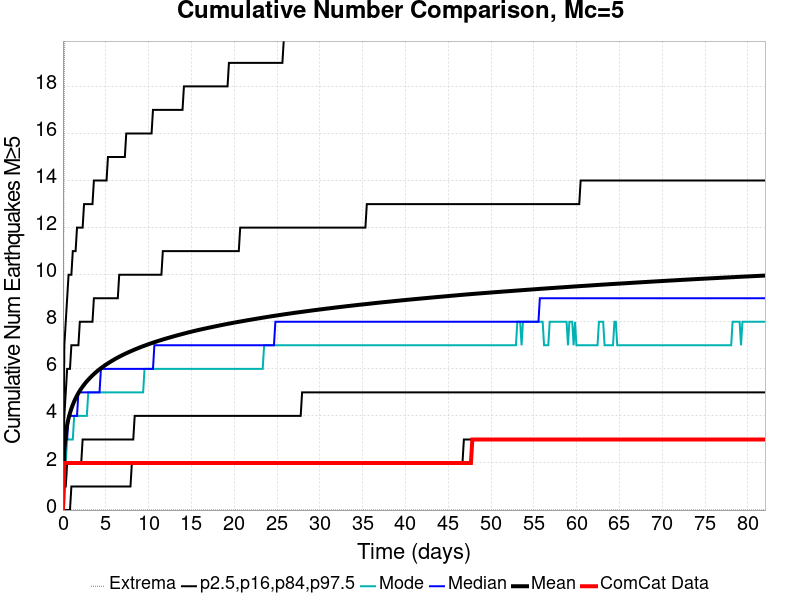 Cumulative Number Comparison, Mc=5
Cumulative Num Earthquakes M≥5
18
16
14
12
10
8
6
4
2
0
0 5 10 15 20 25 30 35 40 45 50 55 60 65 70 75 80
Time (days)
Extrema p2.5,p16,p84,p97.5 Mode Median Mean ComCat Data